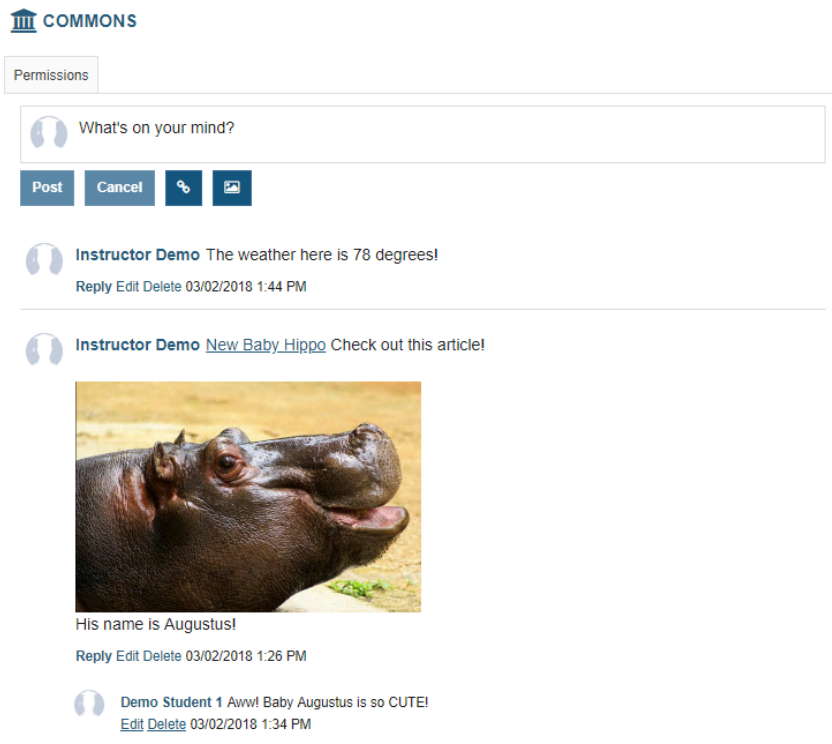 COMMONS
Permissions
What's on your mind?
Post Cancel
Instructor Demo The weather here is 78 degrees!
Reply Edit Delete 03/02/2018 1:44 PM
Instructor Demo New Baby Hippo Check out this article!
His name is Augustus!
Reply Edit Delete 03/02/2018 1:26 PM
Demo Student 1 Aww! Baby Augustus is so CUTE!
Edit Delete 03/02/2018 1:34 PM